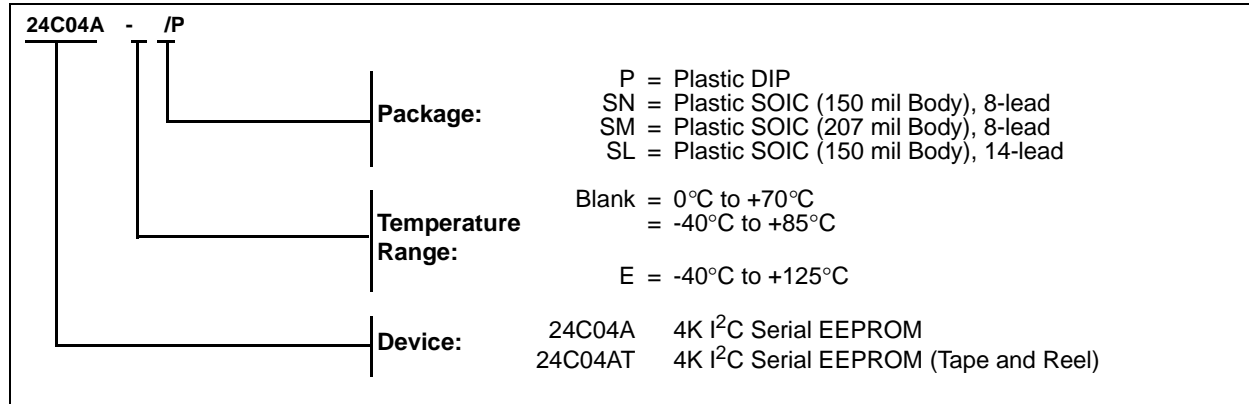 24C04A - /P
Package:
P = Plastic DIP
SN = Plastic SOIC (150 mil Body), 8-lead
SM = Plastic SOIC (207 mil Body), 8-lead
SL = Plastic SOIC (150 mil Body), 14-lead
Temperature
Range:
Blank = 0°C to +70°C
= -40°C to +85°C
E = -40°C to +125°C
Device:
24C04A 4K I²C Serial EEPROM
24C04AT 4K I²C Serial EEPROM (Tape and Reel)